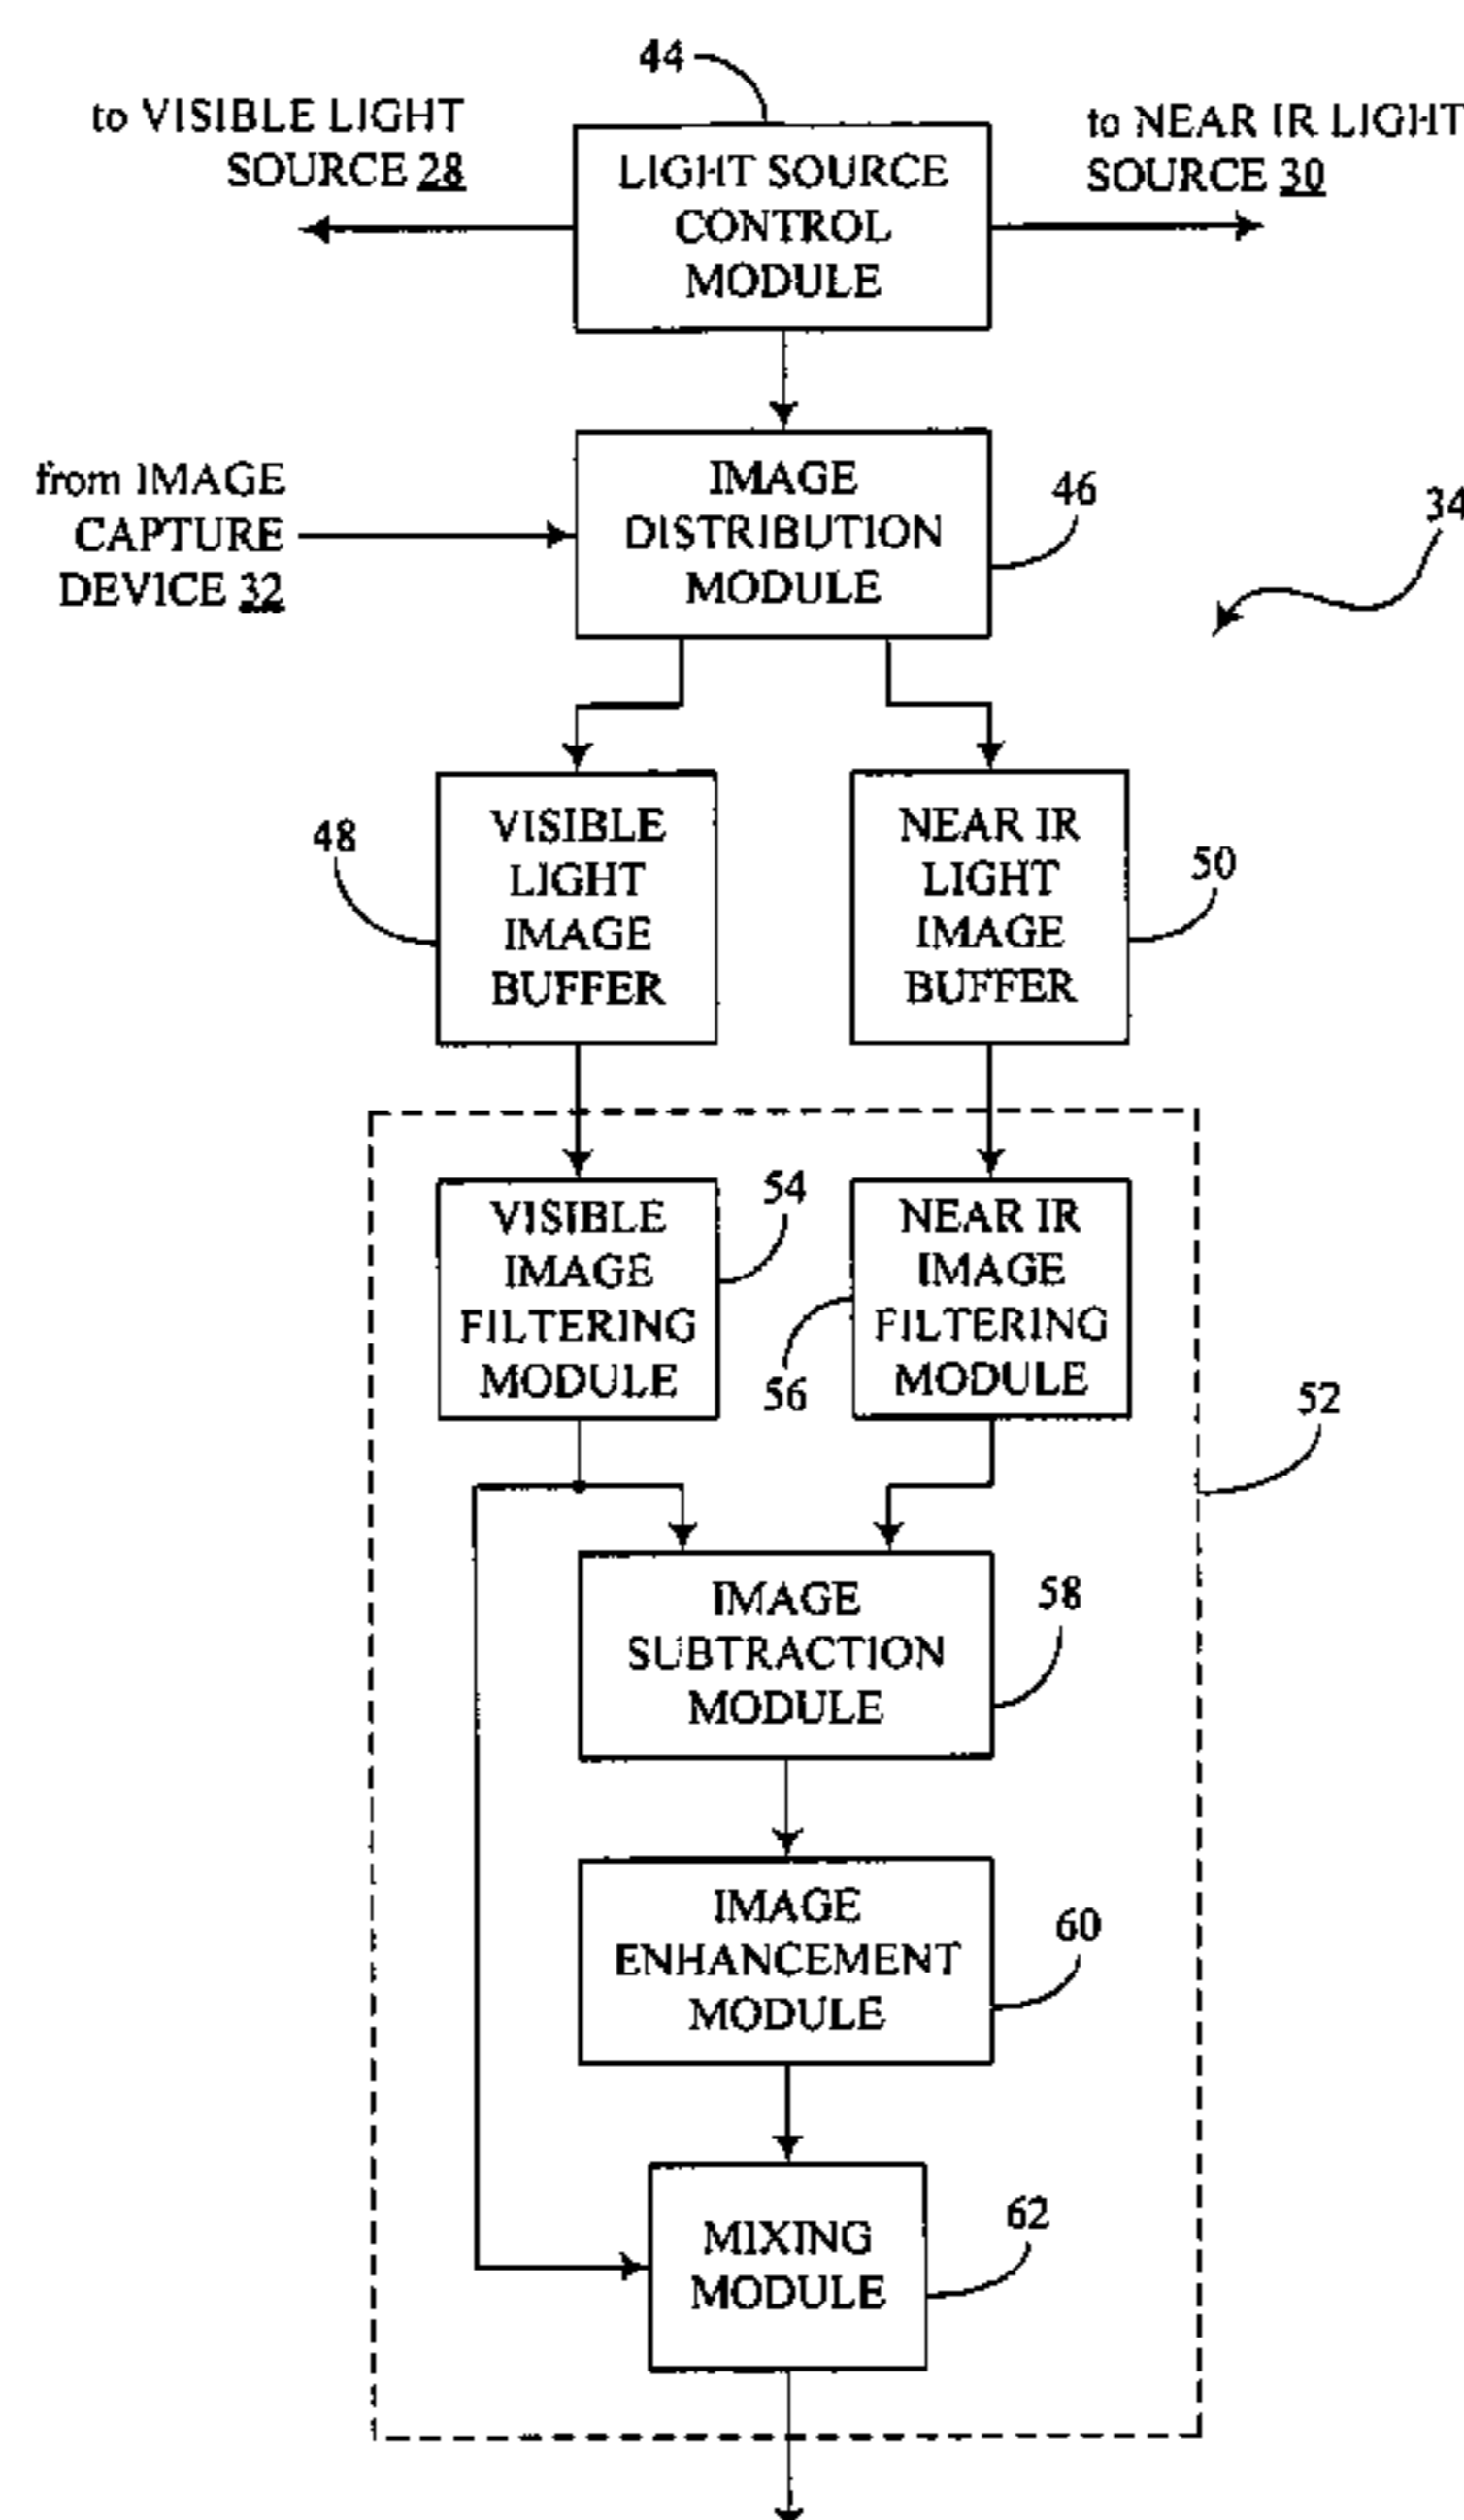 44
to VISIBLE LIGHT
SOURCE 28
LIGHT SOURCE
CONTROL
MODULE
to NEAR IR LIGHT
SOURCE 30
from IMAGE
CAPTURE
DEVICE 32
IMAGE
DISTRIBUTION
MODULE
46
34
48
VISIBLE
LIGHT
IMAGE
BUFFER
NEAR IR
LIGHT
IMAGE
BUFFER
50
VISIBLE
IMAGE
FILTERING
MODULE
54
56
NEAR IR
IMAGE
FILTERING
MODULE
52
IMAGE
SUBTRACTION
MODULE
58
IMAGE
ENHANCEMENT
MODULE
60
MIXING
MODULE
62